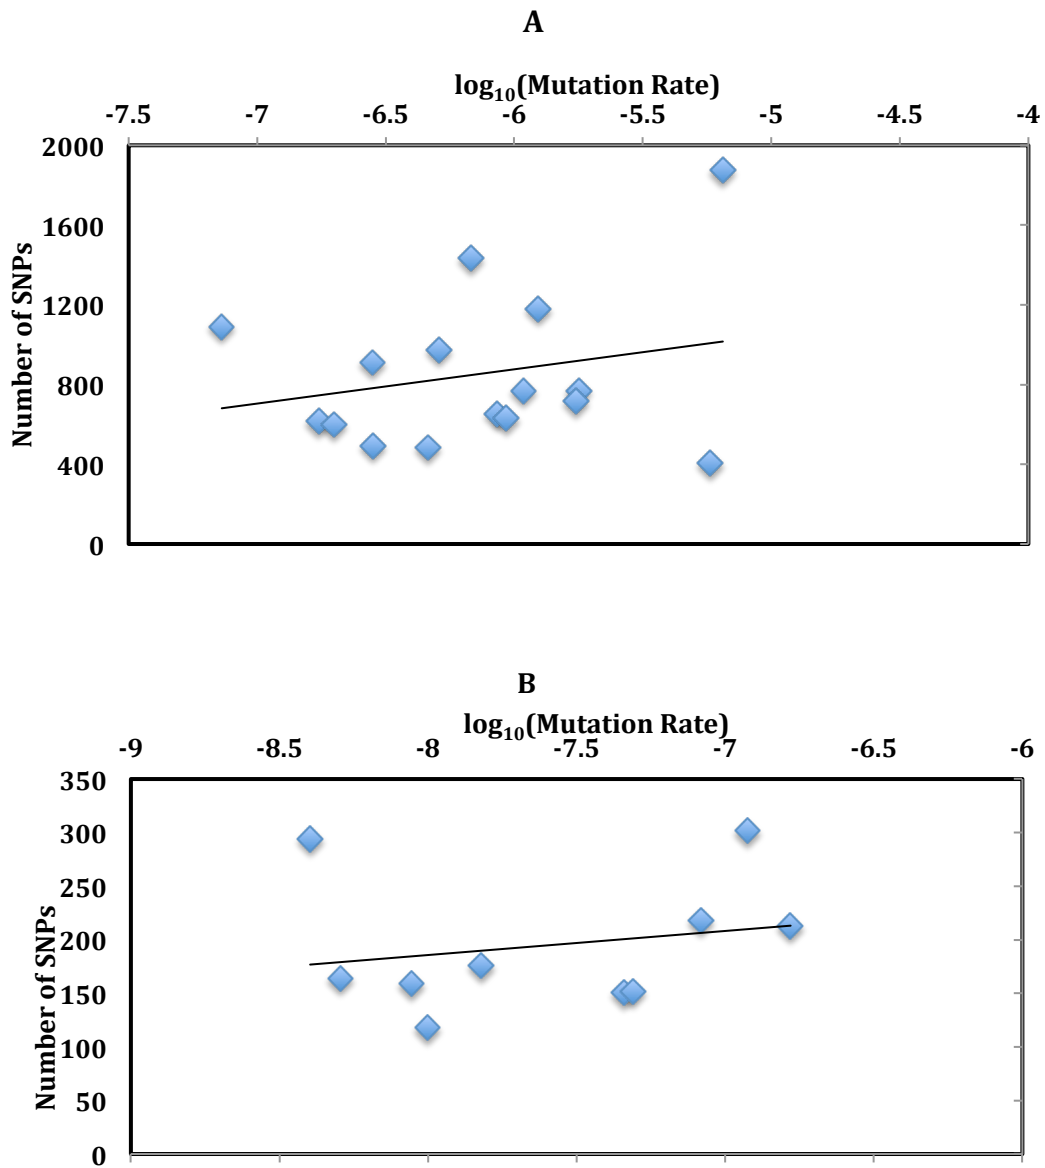 A
log10(Mutation Rate)
-7.5 -7 -6.5 -6 -5.5 -5 -4.5 -4
Number of SNPs
2000
1600
1200
800
400
0
B
log10(Mutation Rate)
-9 -8.5 -8 -7.5 -7 -6.5 -6
Number of SNPs
350
300
250
200
150
100
50
0